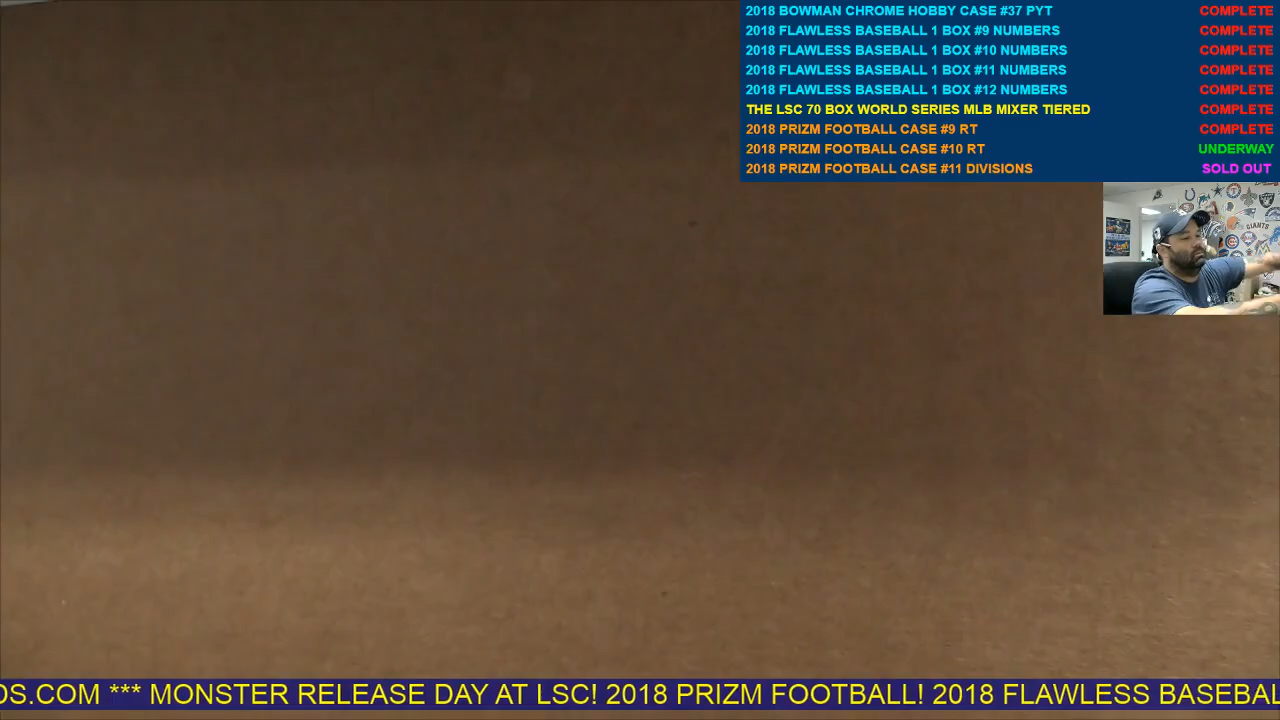 2018 BOWMAN CHROME HOBBY CASE #37 PYT COMPLETE
2018 FLAWLESS BASEBALL 1 BOX #9 NUMBERS COMPLETE
2018 FLAWLESS BASEBALL 1 BOX #10 NUMBERS COMPLETE
2018 FLAWLESS BASEBALL 1 BOX #11 NUMBERS COMPLETE
2018 FLAWLESS BASEBALL 1 BOX #12 NUMBERS COMPLETE
THE LSC 70 BOX WORLD SERIES MLB MIXER TIERED COMPLETE
2018 PRIZM FOOTBALL CASE #9 RT COMPLETE
2018 PRIZM FOOTBALL CASE #10 RT UNDERWAY
2018 PRIZM FOOTBALL CASE #11 DIVISIONS SOLD OUT
GIANTS
DS.COM *** MONSTER RELEASE DAY AT LSC! 2018 PRIZM FOOTBALL! 2018 FLAWLESS BASEBAL